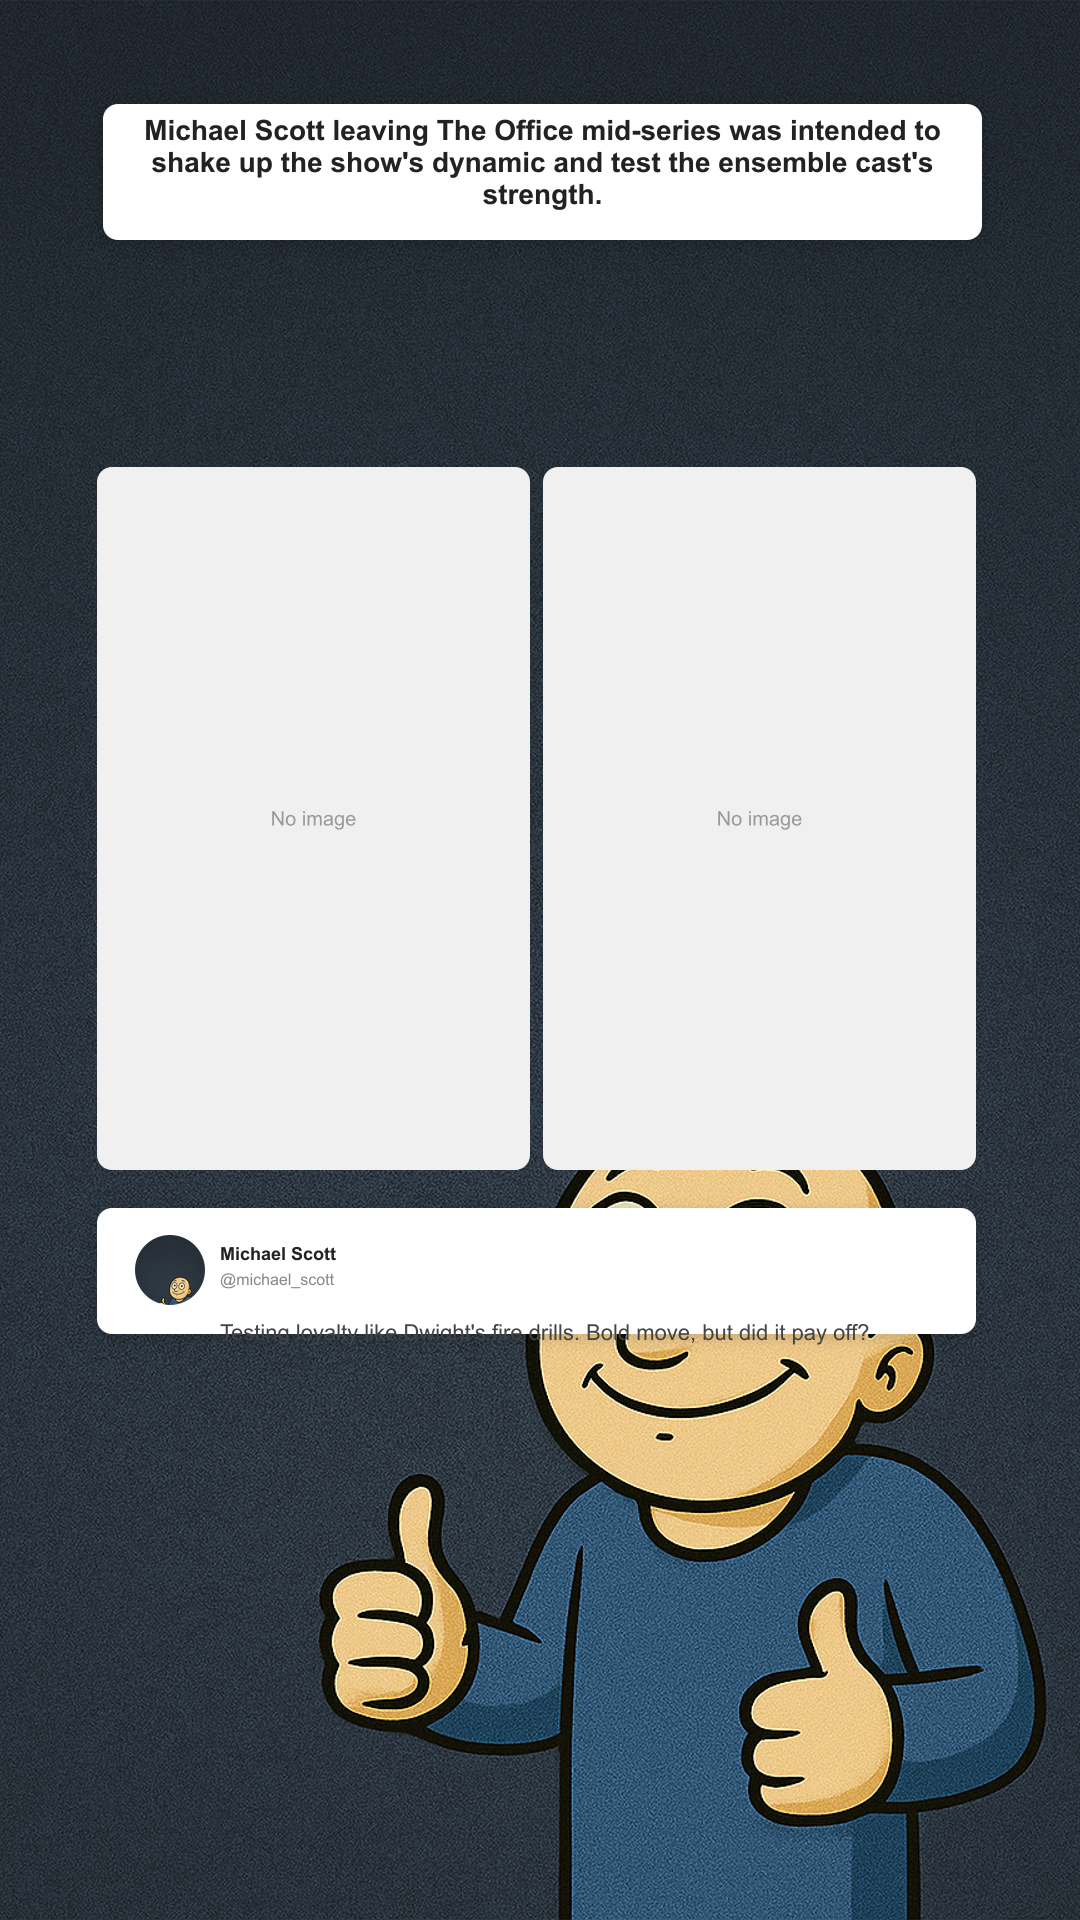 Michael Scott leaving The Office mid-series was intended to
shake up the show's dynamic and test the ensemble cast's
strength.
No image
No image
Michael Scott
@michael_scott
Testing loyalty like Dwight's fire drills. Bold move, but did it pay off?